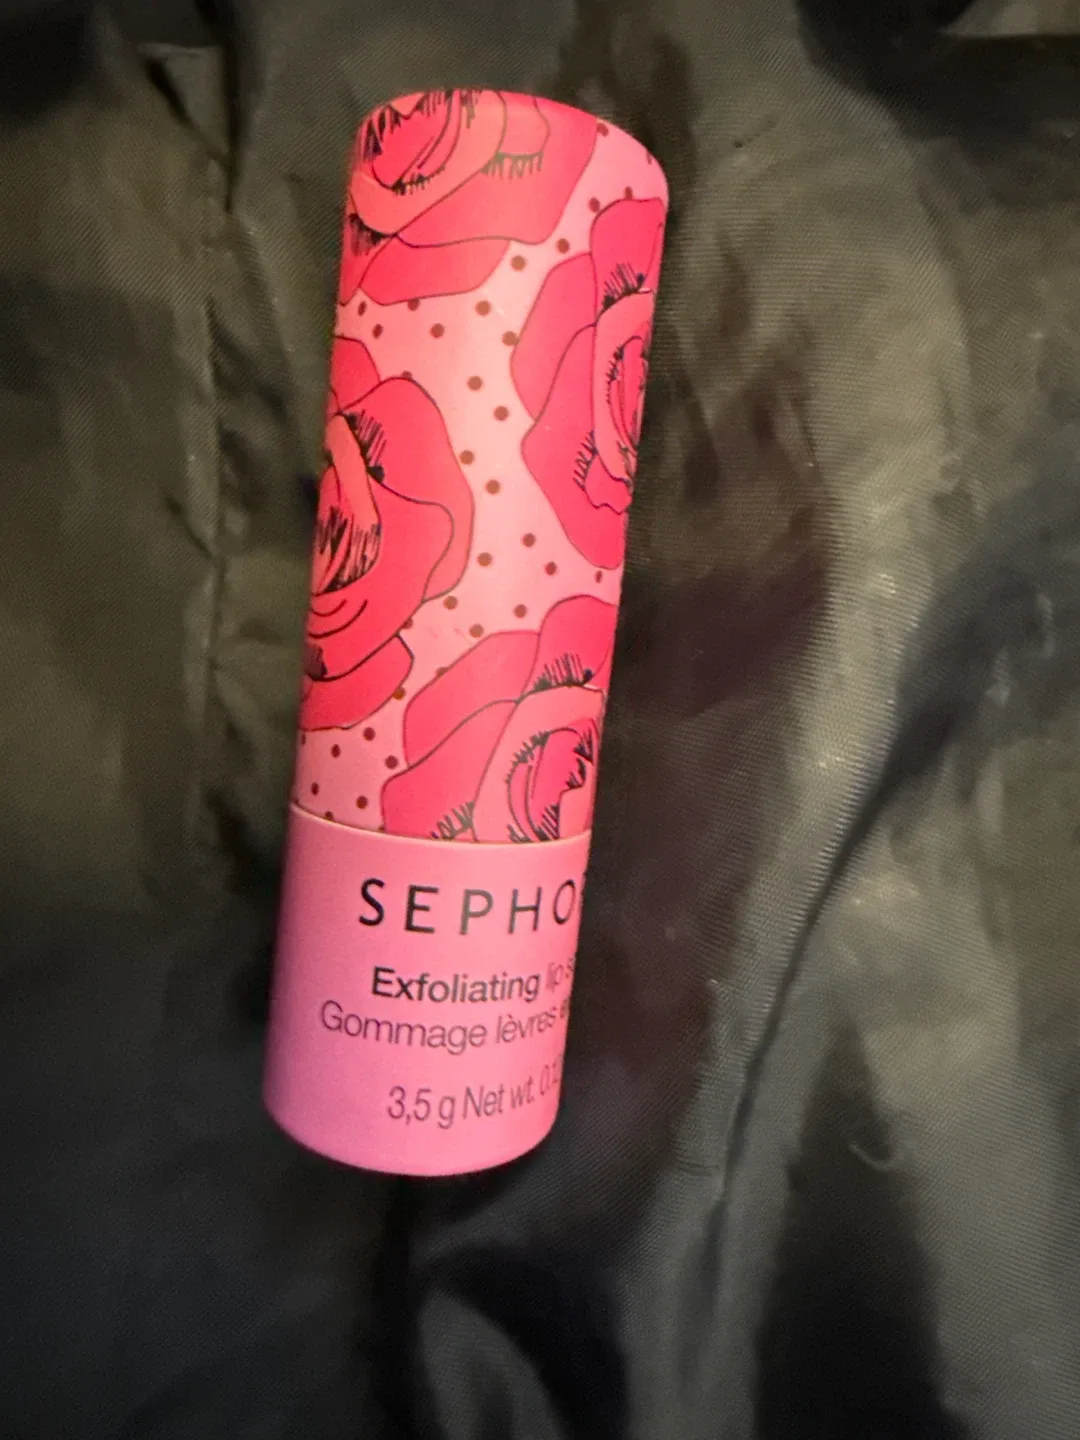 SEPHO
Exfoliating lip
Gommage lèvres
3,5 g Net wt.